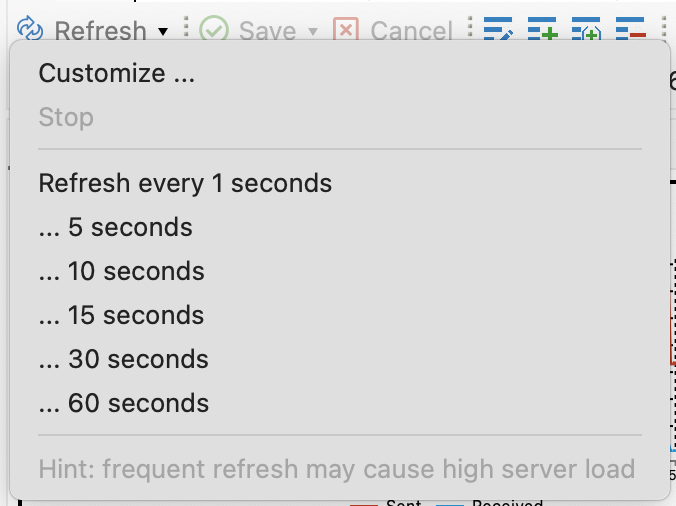 Refresh Save Cancel
Customize ...
Stop
Refresh every 1 seconds
... 5 seconds
... 10 seconds
... 15 seconds
... 30 seconds
... 60 seconds
Hint: frequent refresh may cause high server load
Sent Received